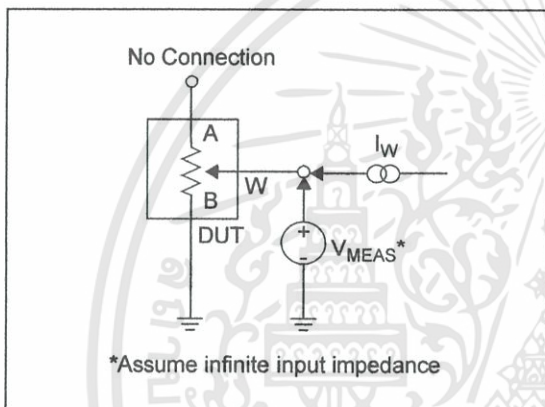 No Connection
A
W
B
DUT
I_W
+
-
V_MEAS*
*Assume infinite input impedance